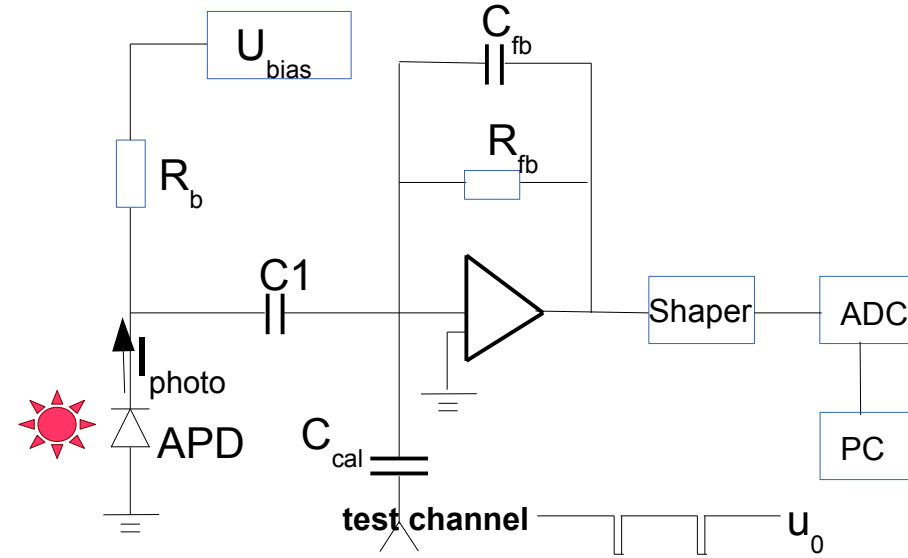 C_fb
U_bias
R_fb
R_b
C1
Shaper
ADC
I_photo
APD
C_cal
PC
test channel
u_0